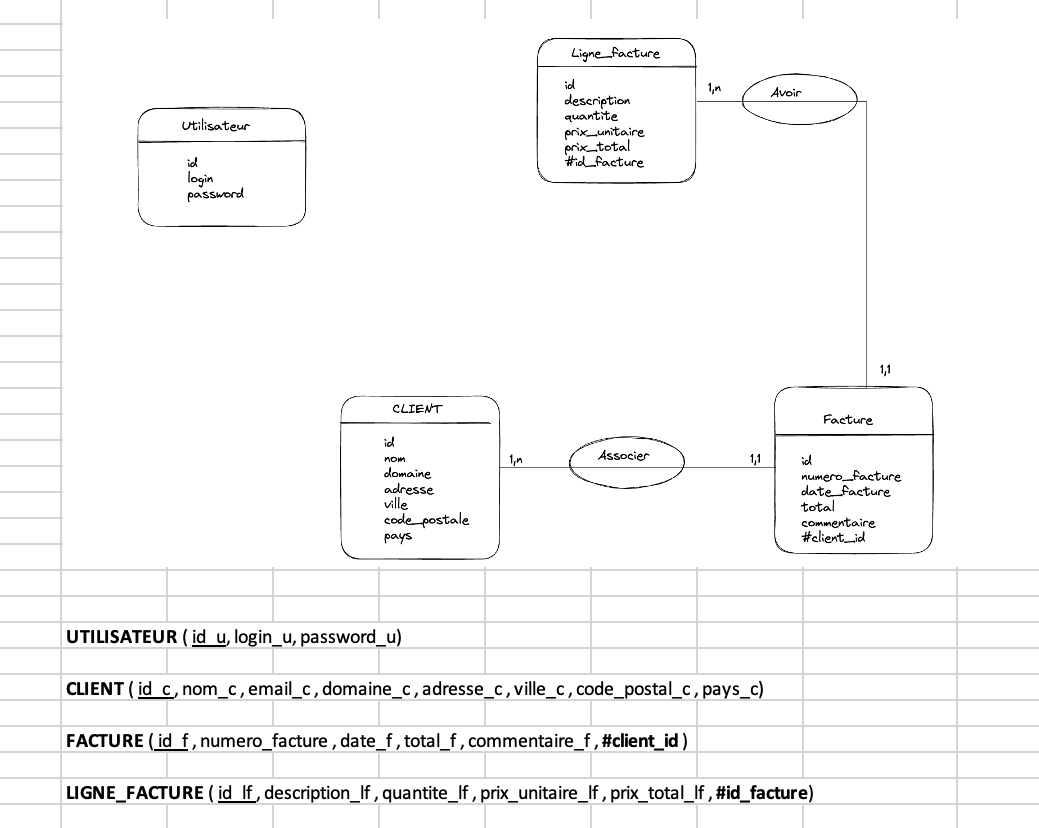 Ligne_facture
id
description
quantite
prix_unitaire
prix_total
#id_facture
1,n
Avoir
Utilisateur
id
login
password
1,1
CLIENT
id
nom
domaine
adresse
ville
code_postale
pays
1,n
Associer
1,1
Facture
id
numero_facture
date_facture
total
commentaire
#client_id
UTILISATEUR ( id_u, login_u, password_u)
CLIENT ( id_c , nom_c , email_c , domaine_c , adresse_c , ville_c , code_postal_c , pays_c)
FACTURE ( id_f , numero_facture , date_f , total_f , commentaire_f , #client_id )
LIGNE_FACTURE ( id_lf , description_lf , quantite_lf , prix_unitaire_lf , prix_total_lf , #id_facture)